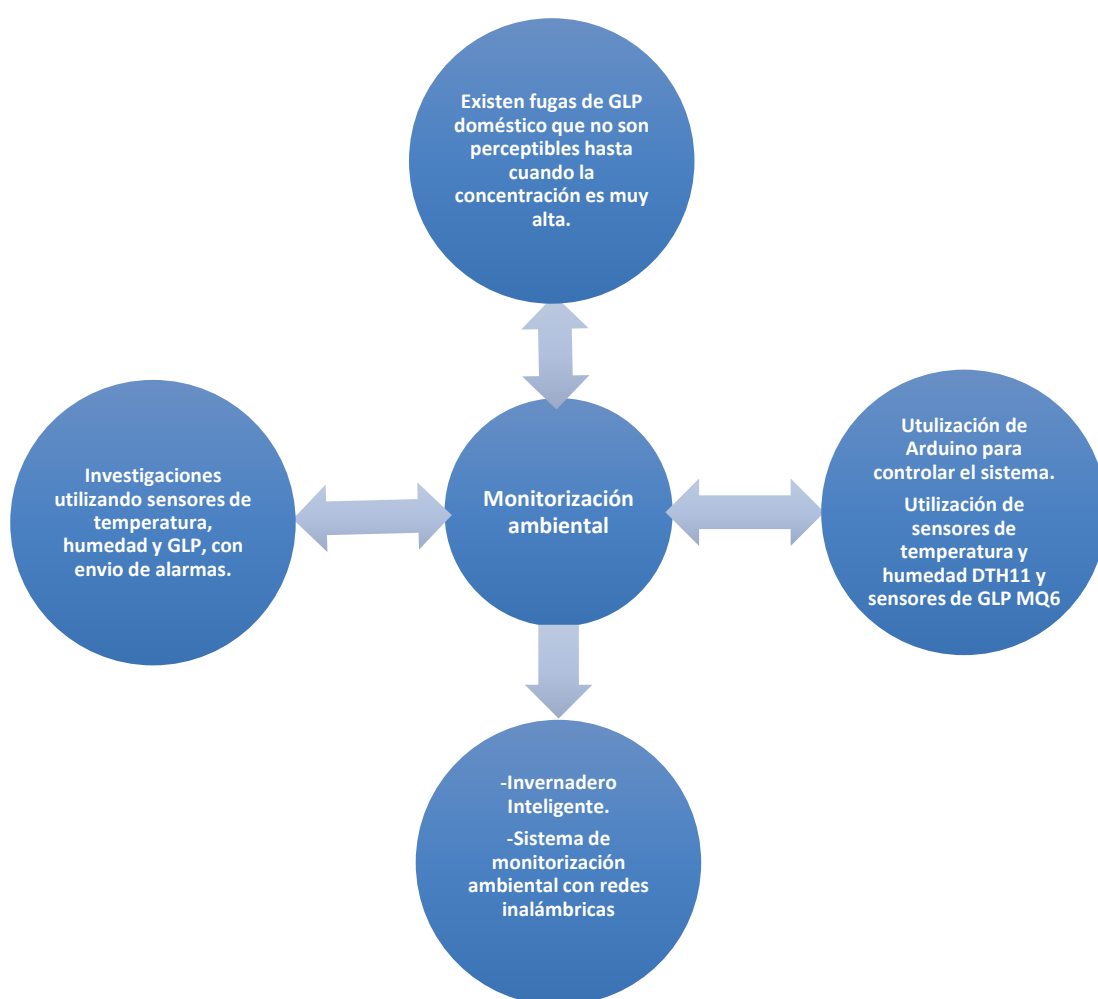 Existen fugas de GLP
doméstico que no son
perceptibles hasta
cuando la
concentración es muy
alta.
Investigaciones
utilizando sensores de
temperatura,
humedad y GLP, con
envio de alarmas.
Monitorización
ambiental
Utulización de
Arduino para
controlar el sistema.
Utilización de
sensores de
temperatura y
humedad DTH11 y
sensores de GLP MQ6
-Invernadero
Inteligente.
-Sistema de
monitorización
ambiental con redes
inalámbricas